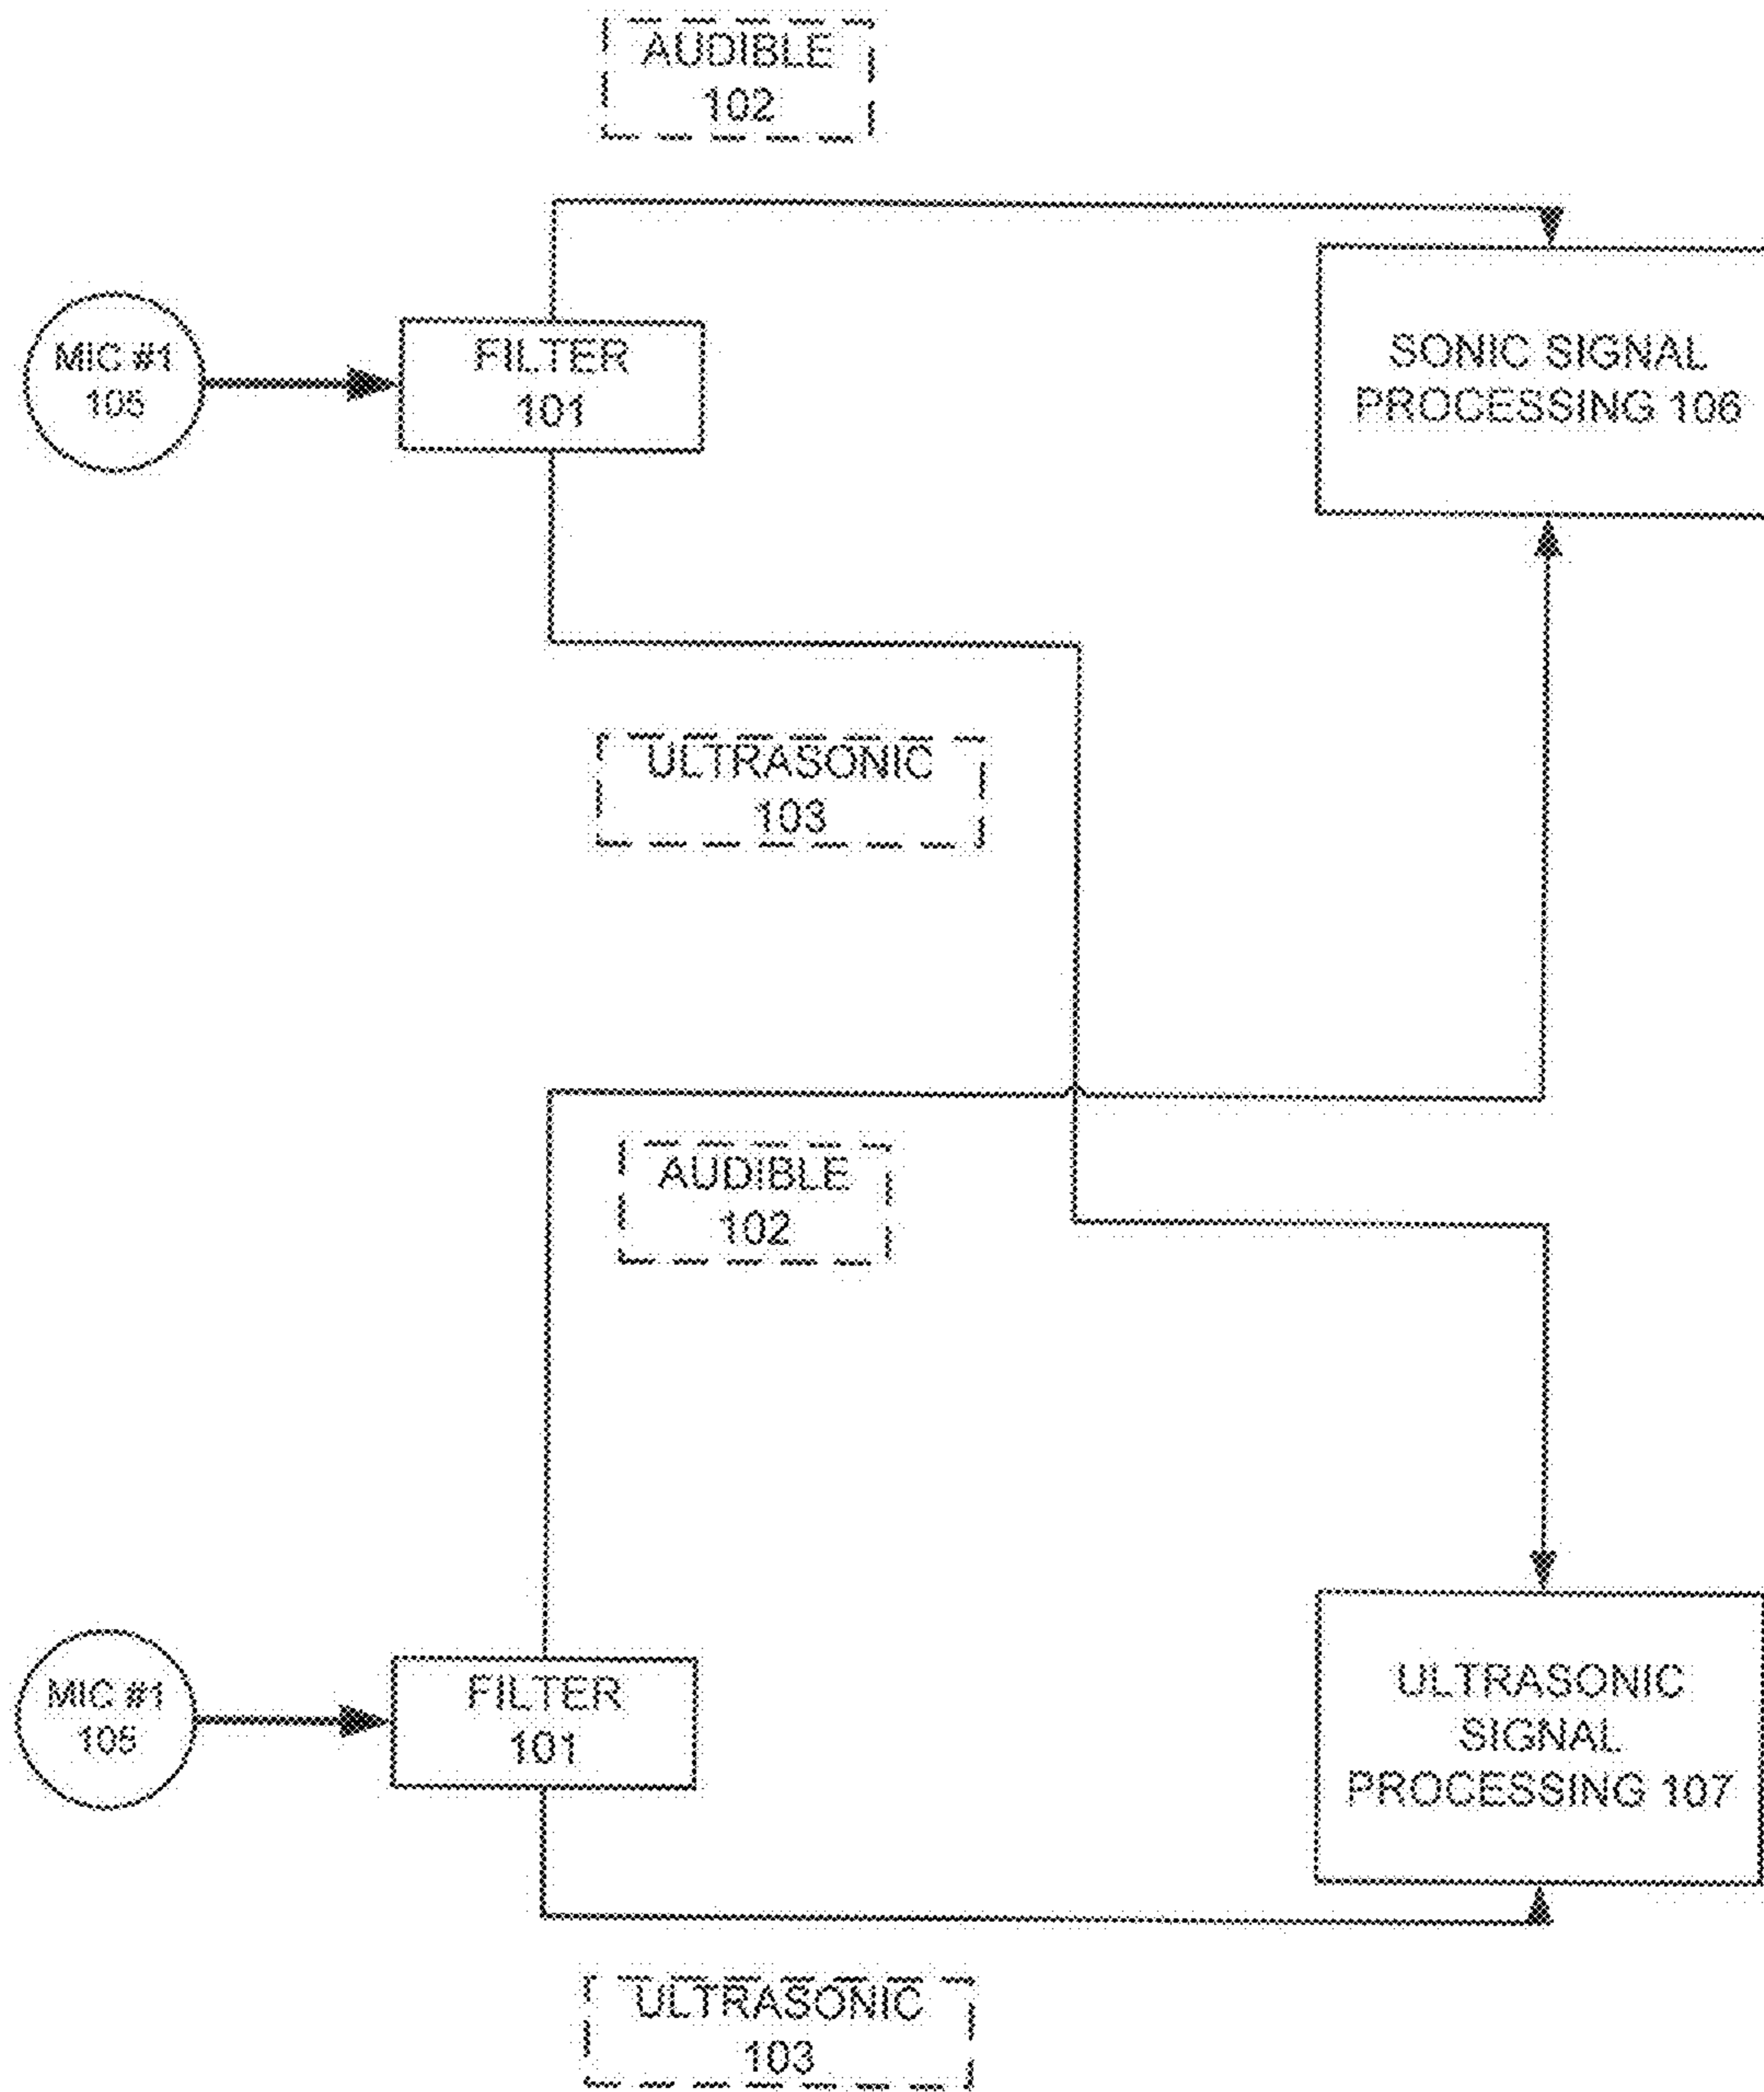 AUDIBLE
102
MIC #1
105
FILTER
101
SONIC SIGNAL
PROCESSING 106
ULTRASONIC
103
AUDIBLE
102
MIC #1
105
FILTER
101
ULTRASONIC
SIGNAL
PROCESSING 107
ULTRASONIC
103